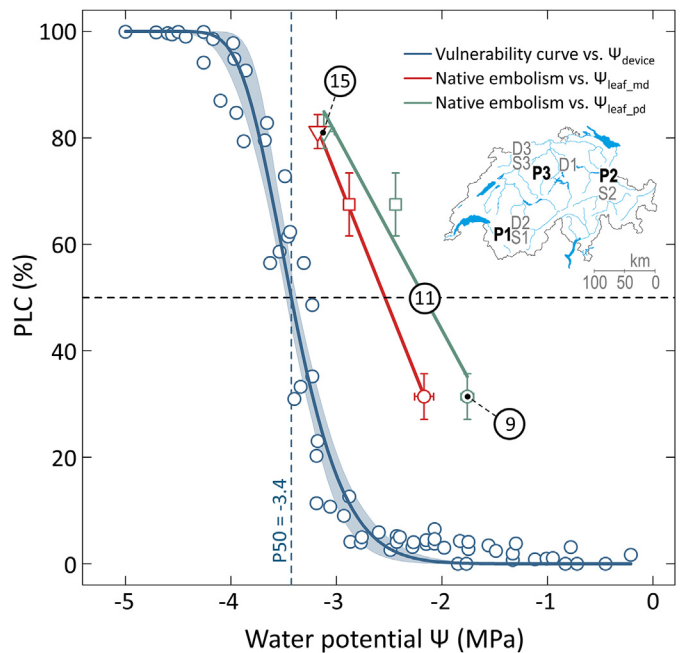 100
80
60
40
20
0
PLC (%)
-5
-4
-3
-2
-1
0
Water potential Ψ (MPa)
P50 = -3.4
15
11
9
Vulnerability curve vs. Ψdevice
Native embolism vs. Ψleaf_md
Native embolism vs. Ψleaf_pd
D3
S3
P3
D1
P2
S2
D2
P1
S1
km
100 50 0